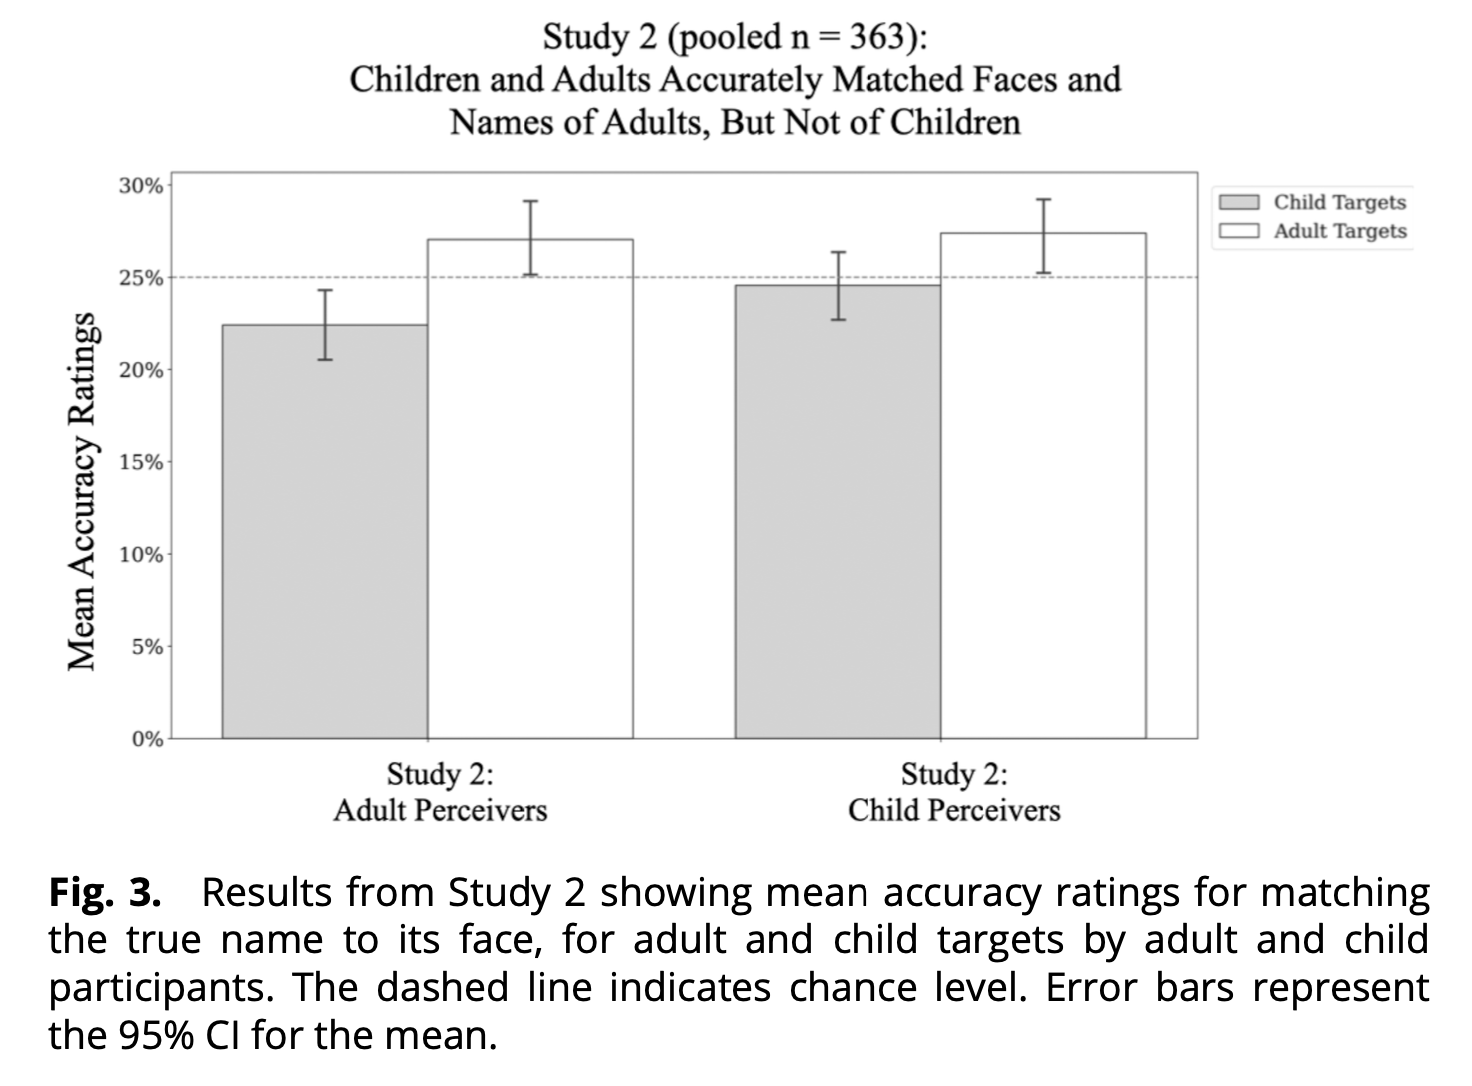 Study 2 (pooled n = 363):
Children and Adults Accurately Matched Faces and
Names of Adults, But Not of Children
30%
25%
20%
15%
10%
5%
0%
Mean Accuracy Ratings
Child Targets
Adult Targets
Study 2:
Adult Perceivers
Study 2:
Child Perceivers
Fig. 3. Results from Study 2 showing mean accuracy ratings for matching
the true name to its face, for adult and child targets by adult and child
participants. The dashed line indicates chance level. Error bars represent
the 95% CI for the mean.